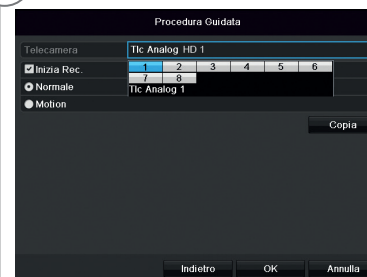 Procedura Guidata
Telecamera Tlc Analog HD 1
Inizia Rec. 1 2 3 4 5 6
Normale 7 8
Tlc Analog 1
Motion
Copia
Indietro OK Annulla